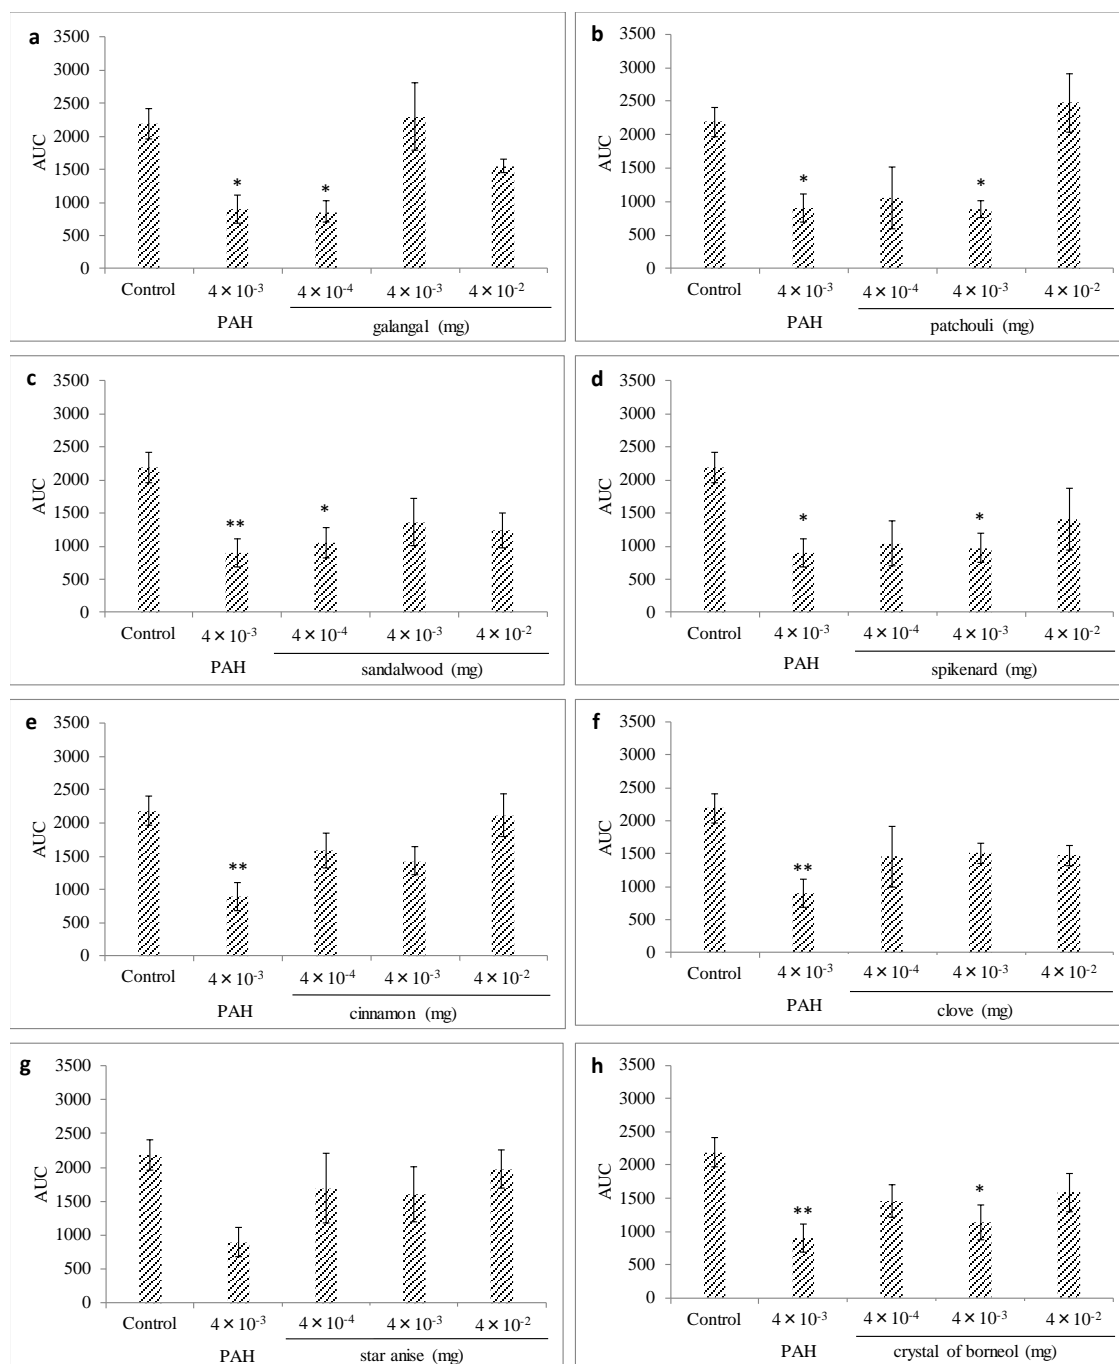 a
3500
3000
2500
2000
1500
1000
500
0
AUC
*
*
Control 4×10⁻³ 4×10⁻⁴ 4×10⁻³ 4×10⁻²
PAH galangal (mg)
b
3500
3000
2500
2000
1500
1000
500
0
AUC
*
*
Control 4×10⁻³ 4×10⁻⁴ 4×10⁻³ 4×10⁻²
PAH patchouli (mg)
c
3500
3000
2500
2000
1500
1000
500
0
AUC
**
*
Control 4×10⁻³ 4×10⁻⁴ 4×10⁻³ 4×10⁻²
PAH sandalwood (mg)
d
3500
3000
2500
2000
1500
1000
500
0
AUC
*
*
Control 4×10⁻³ 4×10⁻⁴ 4×10⁻³ 4×10⁻²
PAH spikenard (mg)
e
3500
3000
2500
2000
1500
1000
500
0
AUC
**
Control 4×10⁻³ 4×10⁻⁴ 4×10⁻³ 4×10⁻²
PAH cinnamon (mg)
f
3500
3000
2500
2000
1500
1000
500
0
AUC
**
Control 4×10⁻³ 4×10⁻⁴ 4×10⁻³ 4×10⁻²
PAH clove (mg)
g
3500
3000
2500
2000
1500
1000
500
0
AUC
Control 4×10⁻³ 4×10⁻⁴ 4×10⁻³ 4×10⁻²
PAH star anise (mg)
h
3500
3000
2500
2000
1500
1000
500
0
AUC
**
*
Control 4×10⁻³ 4×10⁻⁴ 4×10⁻³ 4×10⁻²
PAH crystal of borneol (mg)